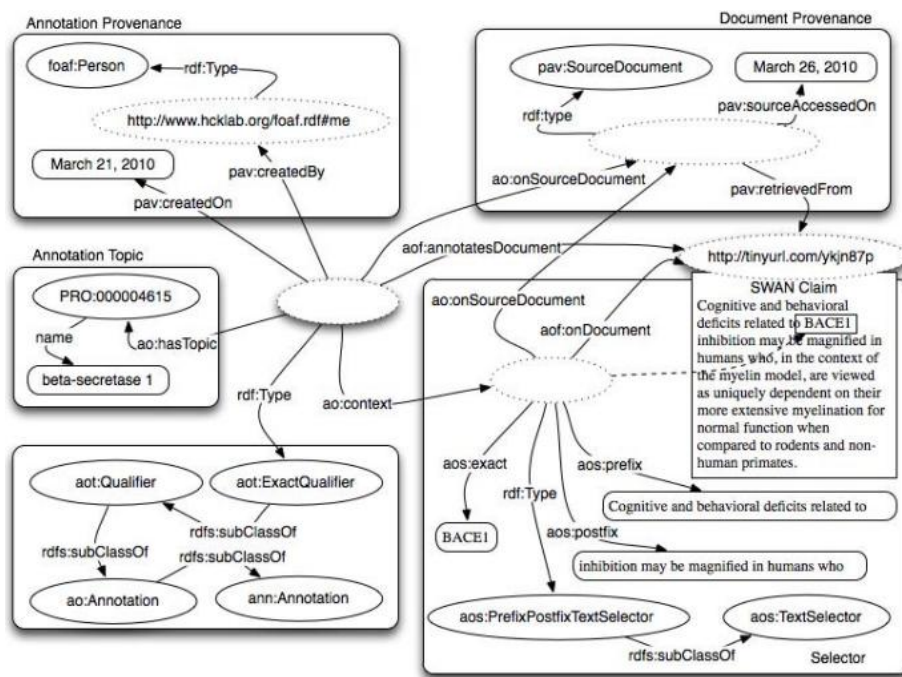 Annotation Provenance
foaf:Person
rdf:Type
http://www.hcklab.org/foaf.rdf#me
March 21, 2010
pav:createdBy
pav:createdOn
Document Provenance
pav:SourceDocument
March 26, 2010
rdf:type
pav:sourceAccessedOn
ao:onSourceDocument
pav:retrievedFrom
aof:annotatesDocument
http://tinyurl.com/ykjn87p
Annotation Topic
PRO:000004615
name
ao:hasTopic
beta-secretase 1
ao:onSourceDocument
aof:onDocument
rdf:Type
ao:context
SWAN Claim
Cognitive and behavioral
deficits related to BACE1
inhibition may be magnified in
humans who, in the context of
the myelin model, are viewed
as uniquely dependent on their
more extensive myelination for
normal function when
compared to rodents and non-
human primates.
aot:Qualifier
aot:ExactQualifier
rdfs:subClassOf
rdfs:subClassOf
rdfs:subClassOf
ao:Annotation
ann:Annotation
aos:exact
rdf:Type
aos:prefix
aos:postfix
Cognitive and behavioral deficits related to
BACE1
inhibition may be magnified in humans who
aos:PrefixPostfixTextSelector
aos:TextSelector
rdfs:subClassOf
Selector